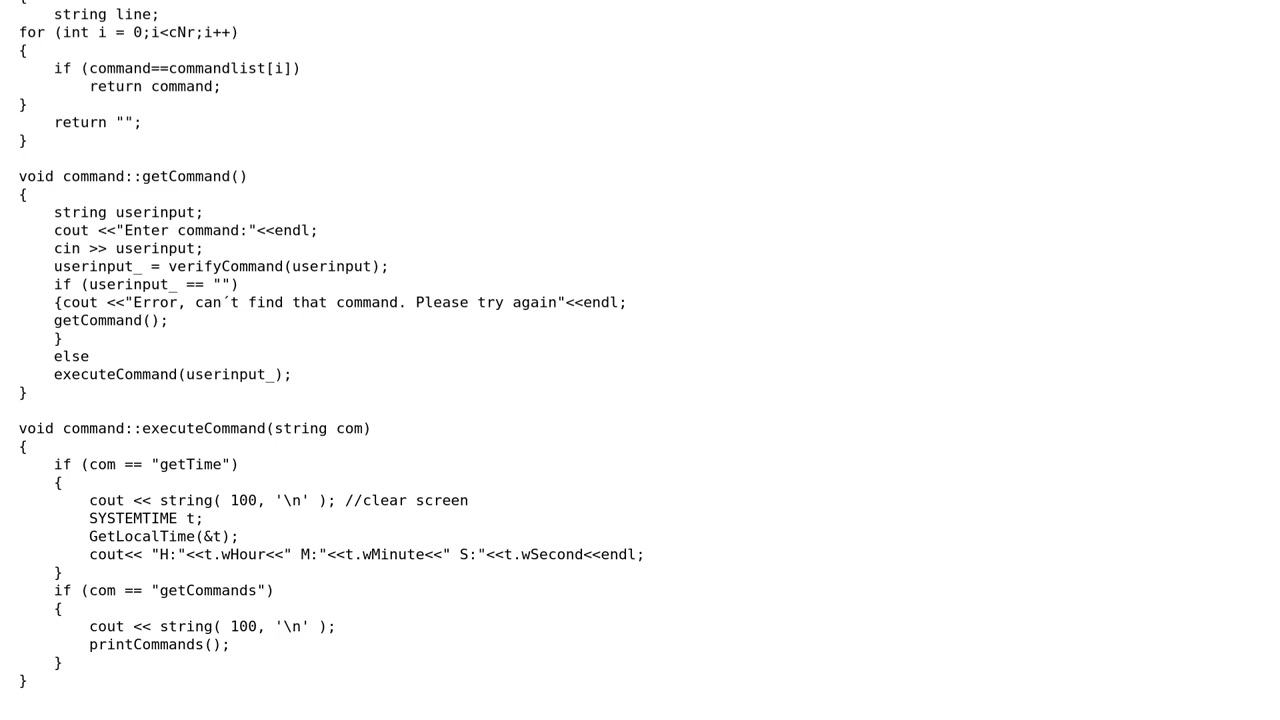 {
    string line;
for (int i = 0;i<cNr;i++)
{
    if (command==commandlist[i])
        return command;
}
    return "";
}

void command::getCommand()
{
    string userinput;
    cout <<"Enter command:"<<endl;
    cin >> userinput;
    userinput_ = verifyCommand(userinput);
    if (userinput_ == "")
    {cout <<"Error, can´t find that command. Please try again"<<endl;
    getCommand();
    }
    else
    executeCommand(userinput_);
}

void command::executeCommand(string com)
{
    if (com == "getTime")
    {
        cout << string( 100, '\n' ); //clear screen
        SYSTEMTIME t;
        GetLocalTime(&t);
        cout<< "H:"<<t.wHour<<" M:"<<t.wMinute<<" S:"<<t.wSecond<<endl;
    }
    if (com == "getCommands")
    {
        cout << string( 100, '\n' );
        printCommands();
    }
}